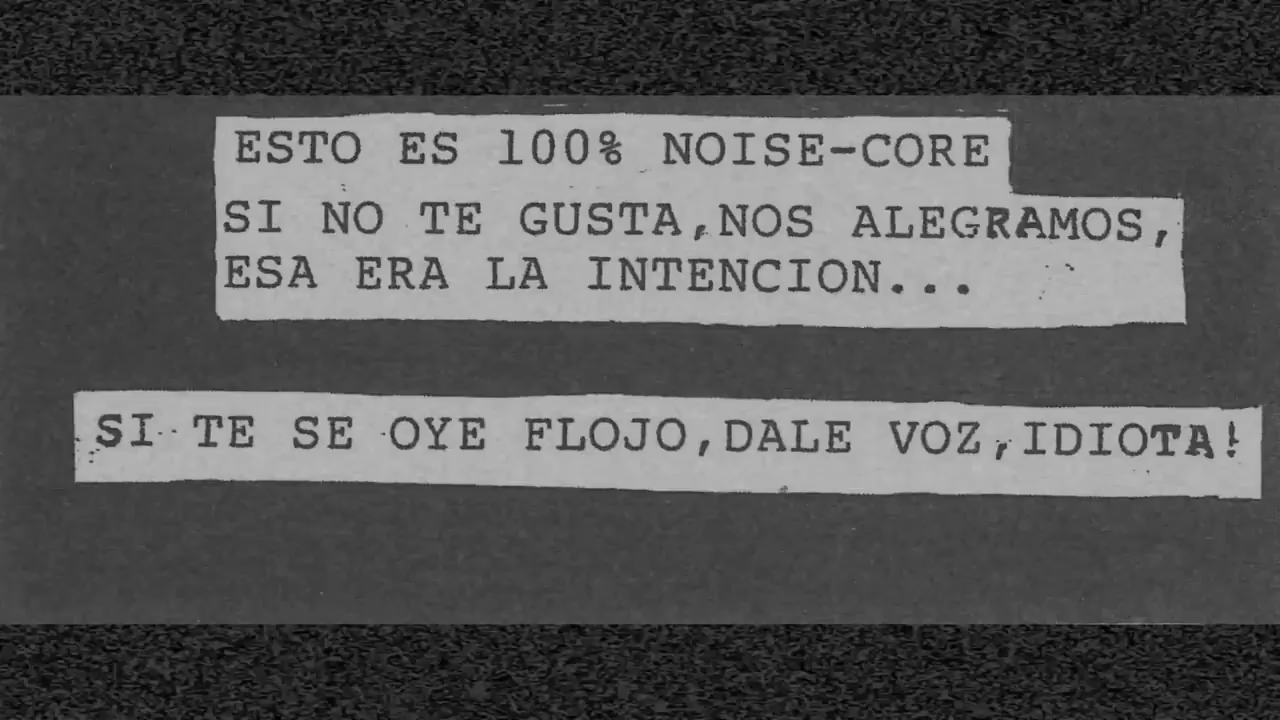 ESTO ES 100% NOISE-CORE
SI NO TE GUSTA,NOS ALEGRAMOS,
ESA ERA LA INTENCION...
SI TE SE OYE FLOJO,DALE VOZ,IDIOTA!